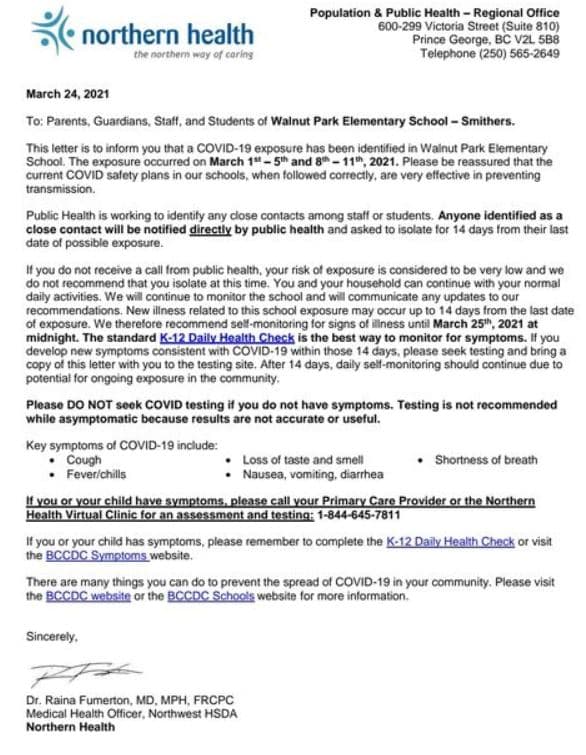 northern health
the northern way of caring
Population & Public Health – Regional Office
600-299 Victoria Street (Suite 810)
Prince George, BC V2L 5B8
Telephone (250) 565-2649
March 24, 2021
To: Parents, Guardians, Staff, and Students of Walnut Park Elementary School – Smithers.
This letter is to inform you that a COVID-19 exposure has been identified in Walnut Park Elementary
School. The exposure occurred on March 1st – 5th and 8th – 11th, 2021. Please be reassured that the
current COVID safety plans in our schools, when followed correctly, are very effective in preventing
transmission.
Public Health is working to identify any close contacts among staff or students. Anyone identified as a
close contact will be notified directly by public health and asked to isolate for 14 days from their last
date of possible exposure.
If you do not receive a call from public health, your risk of exposure is considered to be very low and we
do not recommend that you isolate at this time. You and your household can continue with your normal
daily activities. We will continue to monitor the school and will communicate any updates to our
recommendations. New illness related to this school exposure may occur up to 14 days from the last date
of exposure. We therefore recommend self-monitoring for signs of illness until March 25th, 2021 at
midnight. The standard K-12 Daily Health Check is the best way to monitor for symptoms. If you
develop new symptoms consistent with COVID-19 within those 14 days, please seek testing and bring a
copy of this letter with you to the testing site. After 14 days, daily self-monitoring should continue due to
potential for ongoing exposure in the community.
Please DO NOT seek COVID testing if you do not have symptoms. Testing is not recommended
while asymptomatic because results are not accurate or useful.
Key symptoms of COVID-19 include:
• Cough • Loss of taste and smell • Shortness of breath
• Fever/chills • Nausea, vomiting, diarrhea
If you or your child have symptoms, please call your Primary Care Provider or the Northern
Health Virtual Clinic for an assessment and testing: 1-844-645-7811
If you or your child has symptoms, please remember to complete the K-12 Daily Health Check or visit
the BCCDC Symptoms website.
There are many things you can do to prevent the spread of COVID-19 in your community. Please visit
the BCCDC website or the BCCDC Schools website for more information.
Sincerely,
Dr. Raina Fumerton, MD, MPH, FRCPC
Medical Health Officer, Northwest HSDA
Northern Health